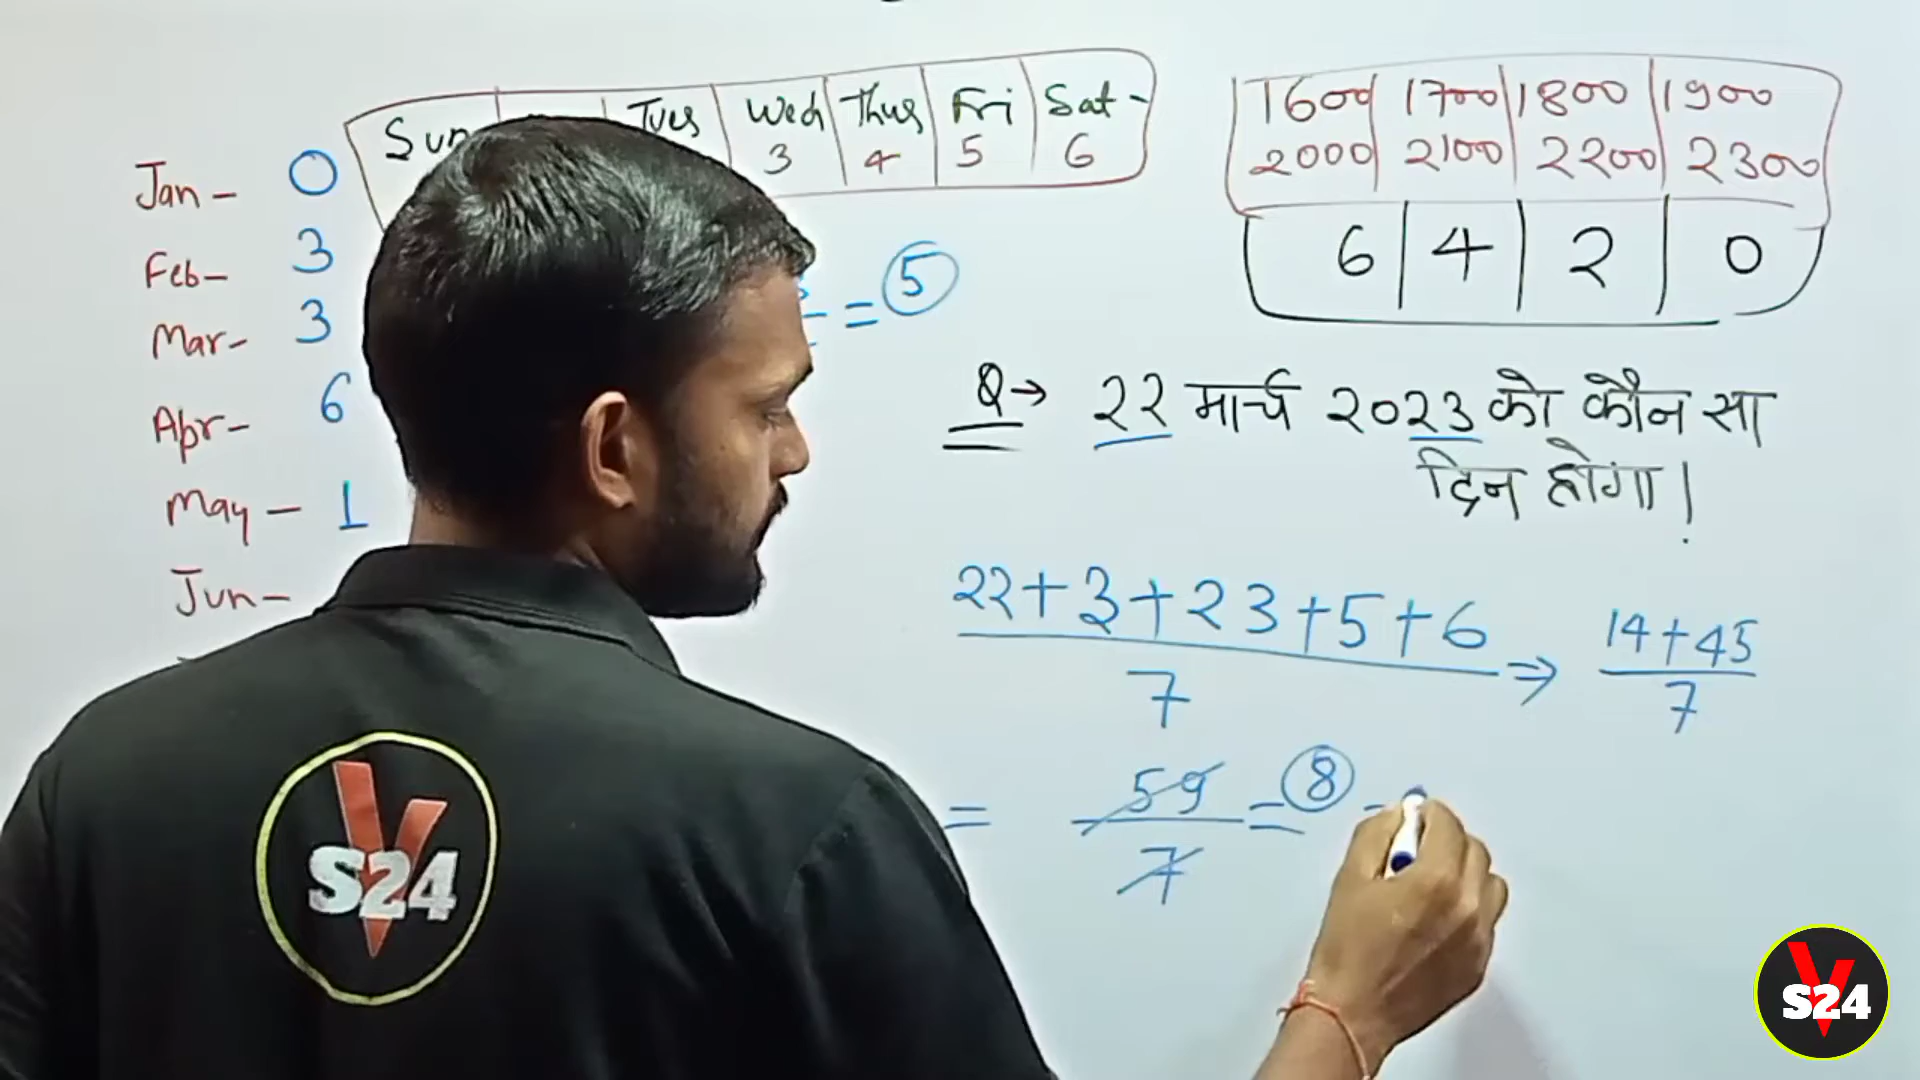 Sun Tues Wed Thus Fri Sat -
3 4 5 6
1600 1700 1800 1900
2000 2100 2200 2300
6 4 2 0
Jan - 0
Feb - 3
Mar - 3
Apr - 6
May - 1
Jun -
= 5
Q → 22 मार्च 2023 को कौन सा
दिन होगा!
22+3+23+5+6 ⇒ 14+45
7 7
= 59 = 8 -
7
VS24
VS24